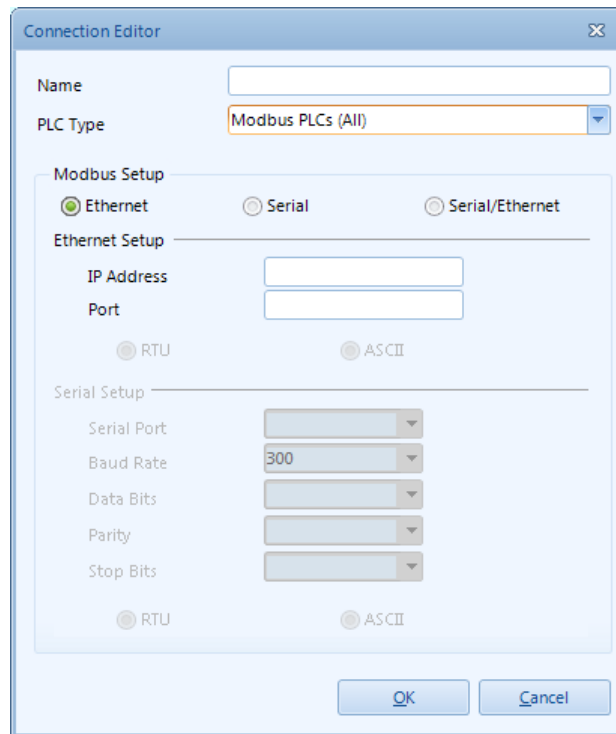 Connection Editor
Name
PLC Type Modbus PLCs (All)
Modbus Setup
Ethernet Serial Serial/Ethernet
Ethernet Setup
IP Address
Port
RTU ASCII
Serial Setup
Serial Port
Baud Rate 300
Data Bits
Parity
Stop Bits
RTU ASCII
OK Cancel